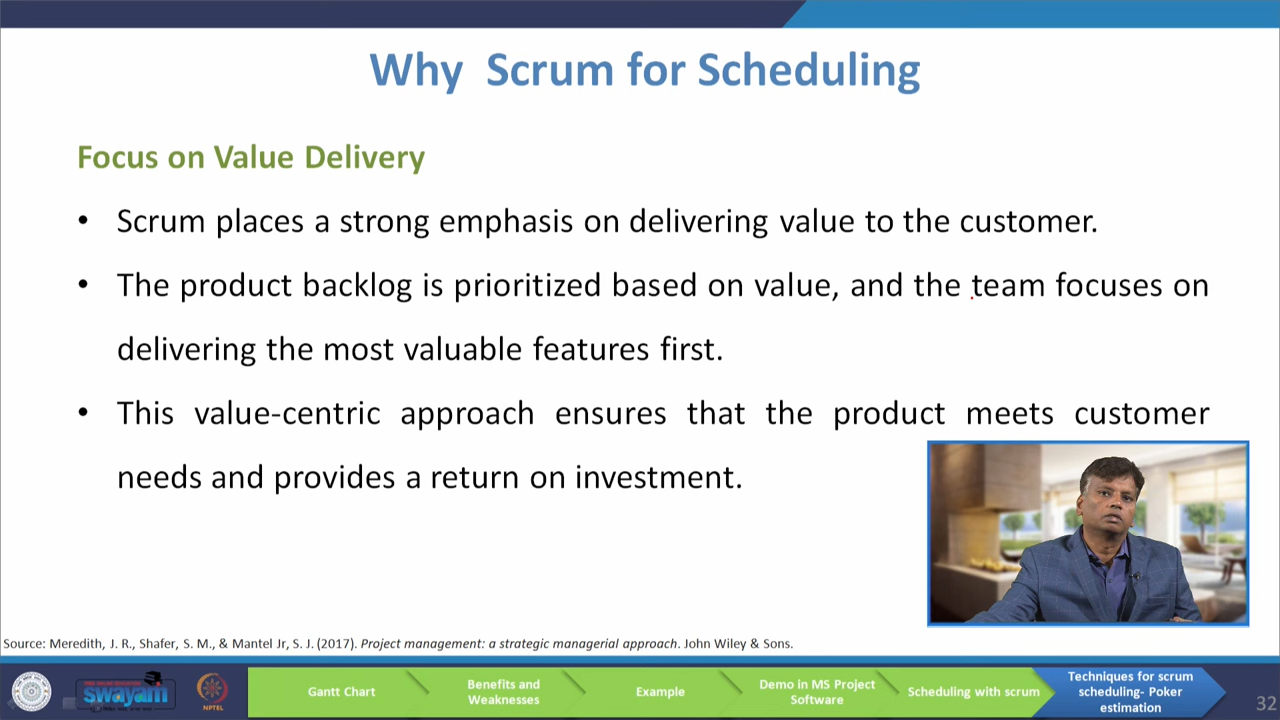 Why Scrum for Scheduling
Focus on Value Delivery
• Scrum places a strong emphasis on delivering value to the customer.
• The product backlog is prioritized based on value, and the team focuses on
delivering the most valuable features first.
• This value-centric approach ensures that the product meets customer
needs and provides a return on investment.
Source: Meredith, J. R., Shafer, S. M., & Mantel Jr, S. J. (2017). Project management: a strategic managerial approach. John Wiley & Sons.
swayam
NPTEL
Gantt Chart
Benefits and
Weaknesses
Example
Demo in MS Project
Software
Scheduling with scrum
Techniques for scrum
scheduling- Poker
estimation
32